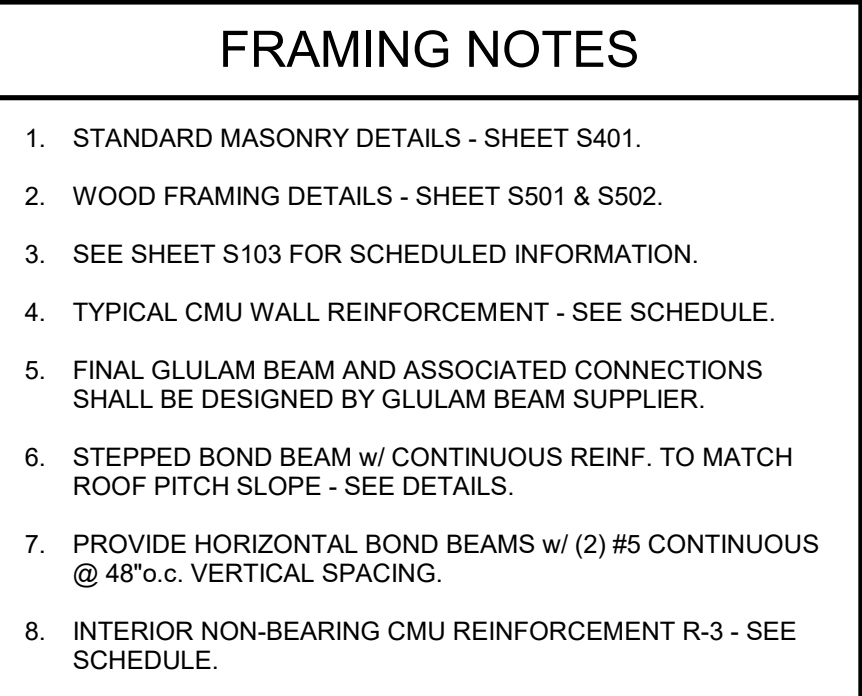 FRAMING NOTES
1. STANDARD MASONRY DETAILS - SHEET S401.
2. WOOD FRAMING DETAILS - SHEET S501 & S502.
3. SEE SHEET S103 FOR SCHEDULED INFORMATION.
4. TYPICAL CMU WALL REINFORCEMENT - SEE SCHEDULE.
5. FINAL GLULAM BEAM AND ASSOCIATED CONNECTIONS
SHALL BE DESIGNED BY GLULAM BEAM SUPPLIER.
6. STEPPED BOND BEAM w/ CONTINUOUS REINF. TO MATCH
ROOF PITCH SLOPE - SEE DETAILS.
7. PROVIDE HORIZONTAL BOND BEAMS w/ (2) #5 CONTINUOUS
@ 48"o.c. VERTICAL SPACING.
8. INTERIOR NON-BEARING CMU REINFORCEMENT R-3 - SEE
SCHEDULE.